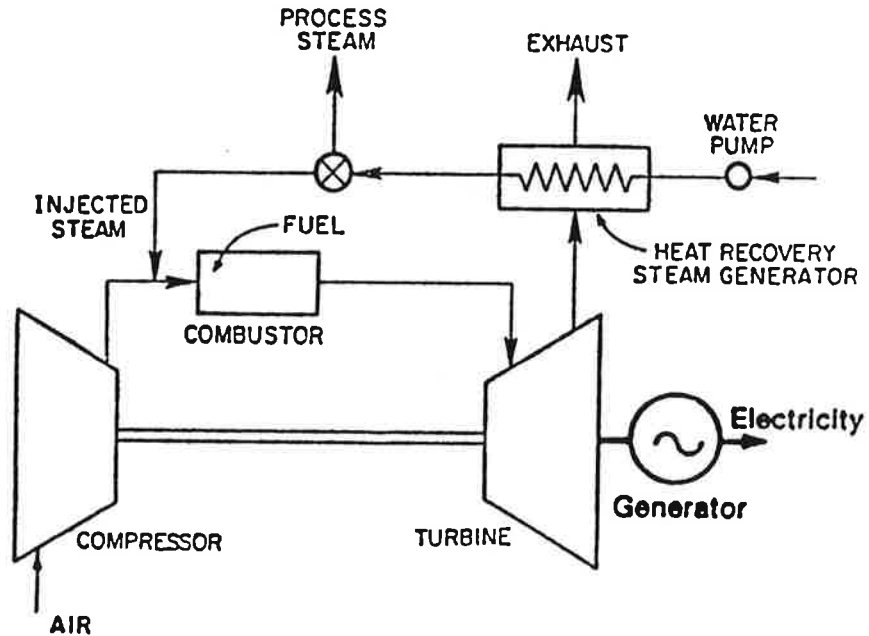 PROCESS
STEAM
EXHAUST
WATER
PUMP
INJECTED
STEAM
FUEL
HEAT RECOVERY
STEAM GENERATOR
COMBUSTOR
Electricity
Generator
COMPRESSOR
TURBINE
AIR